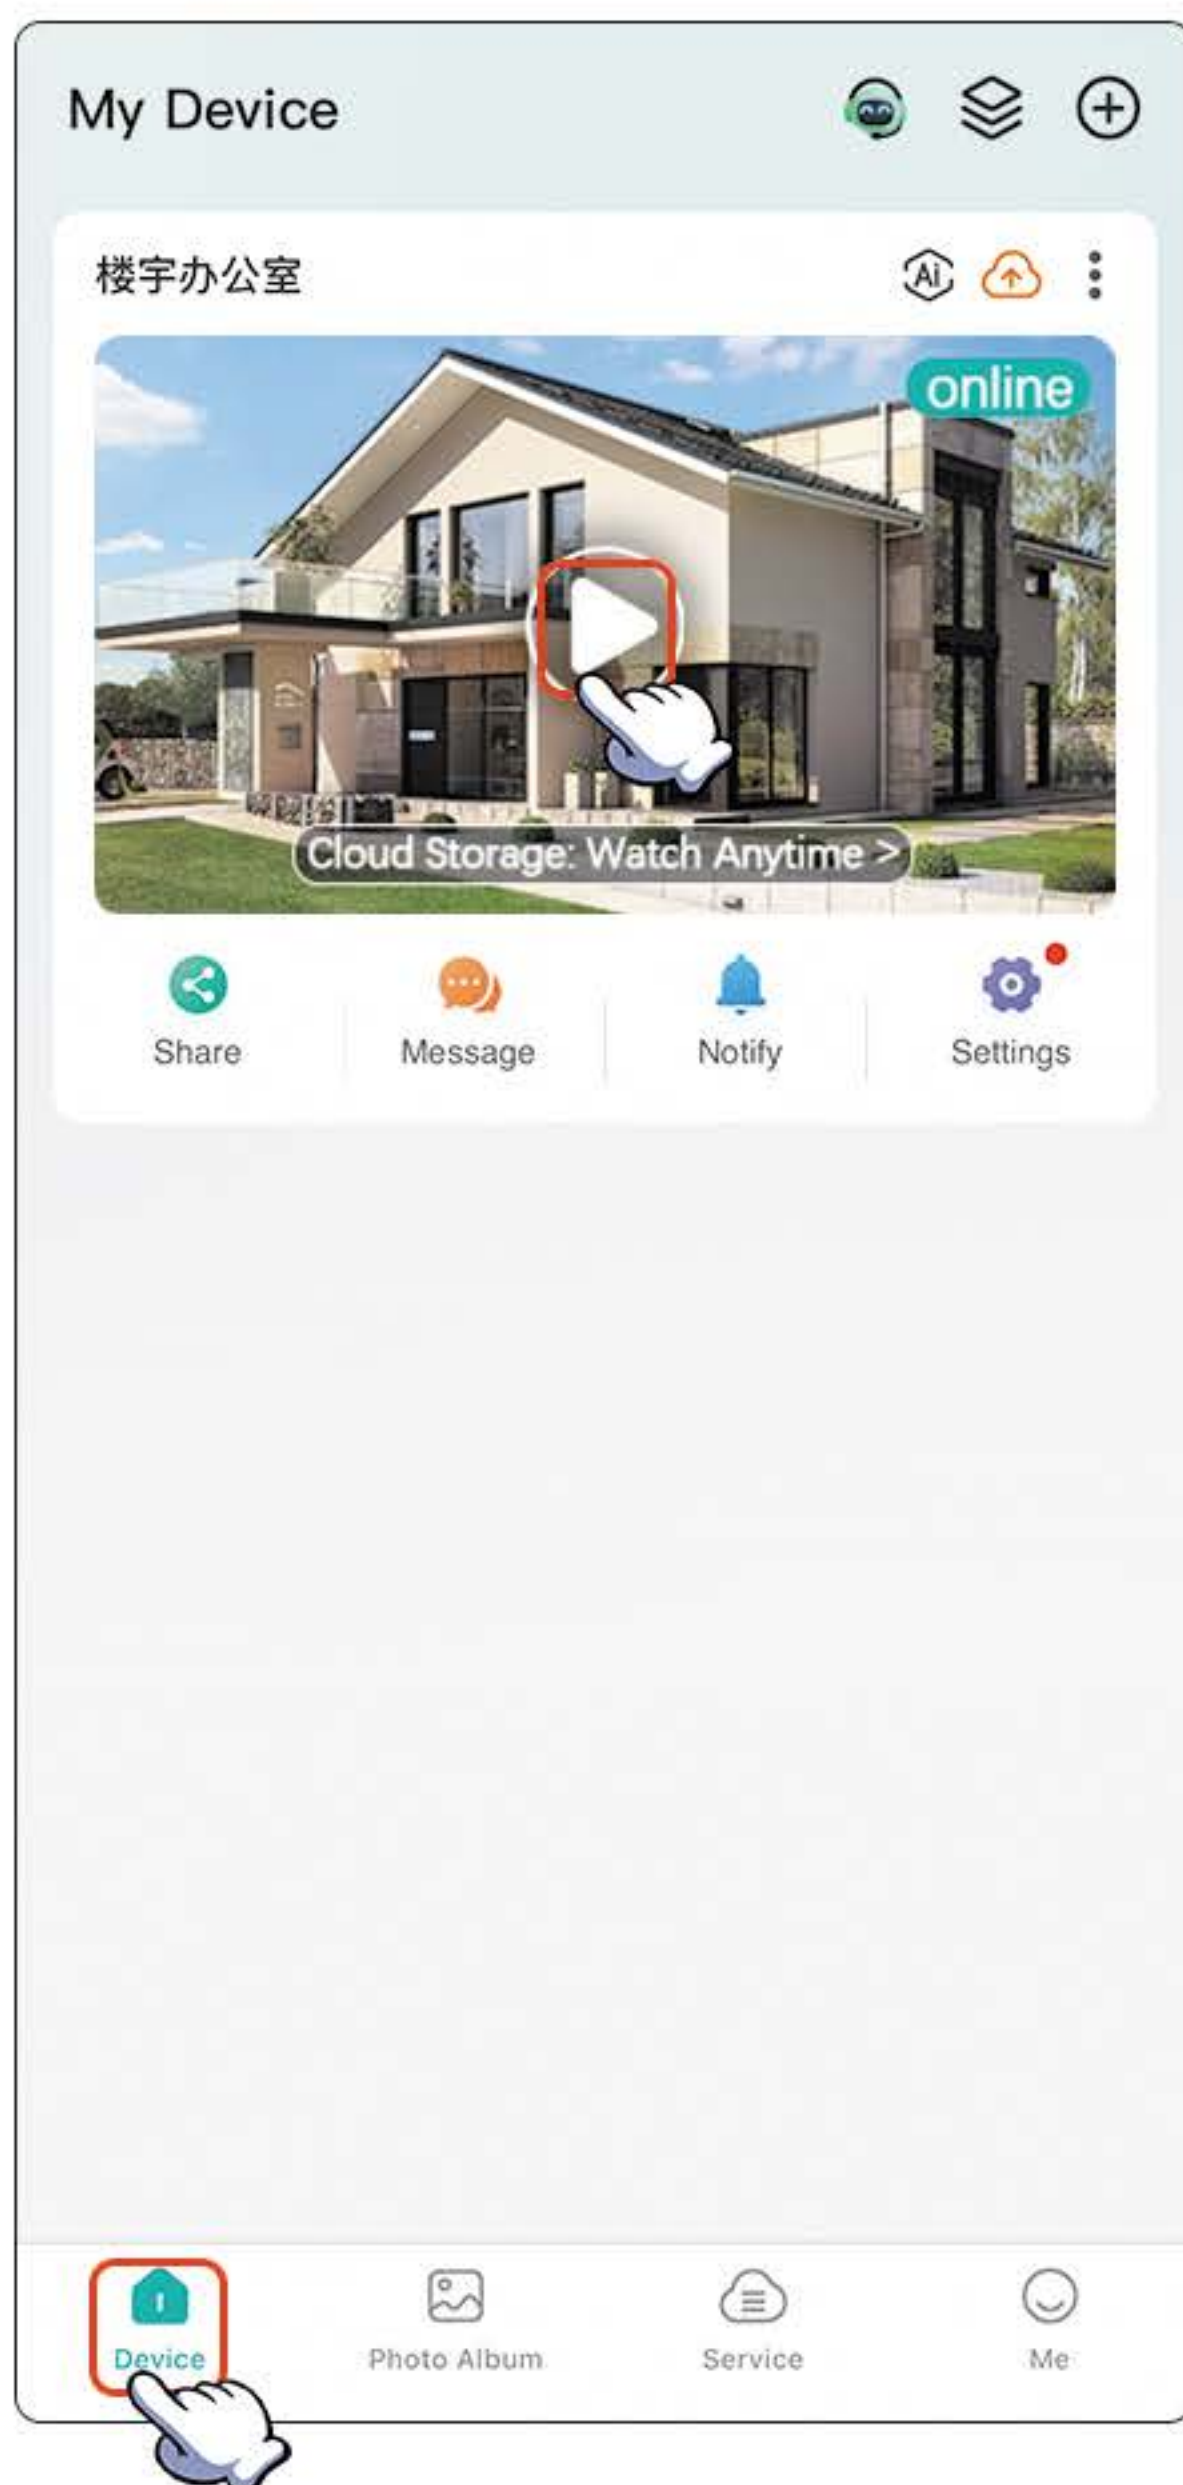 My Device
楼宇办公室
Ai
online
Cloud Storage: Watch Anytime >
Share
Message
Notify
Settings
Device
Photo Album
Service
Me